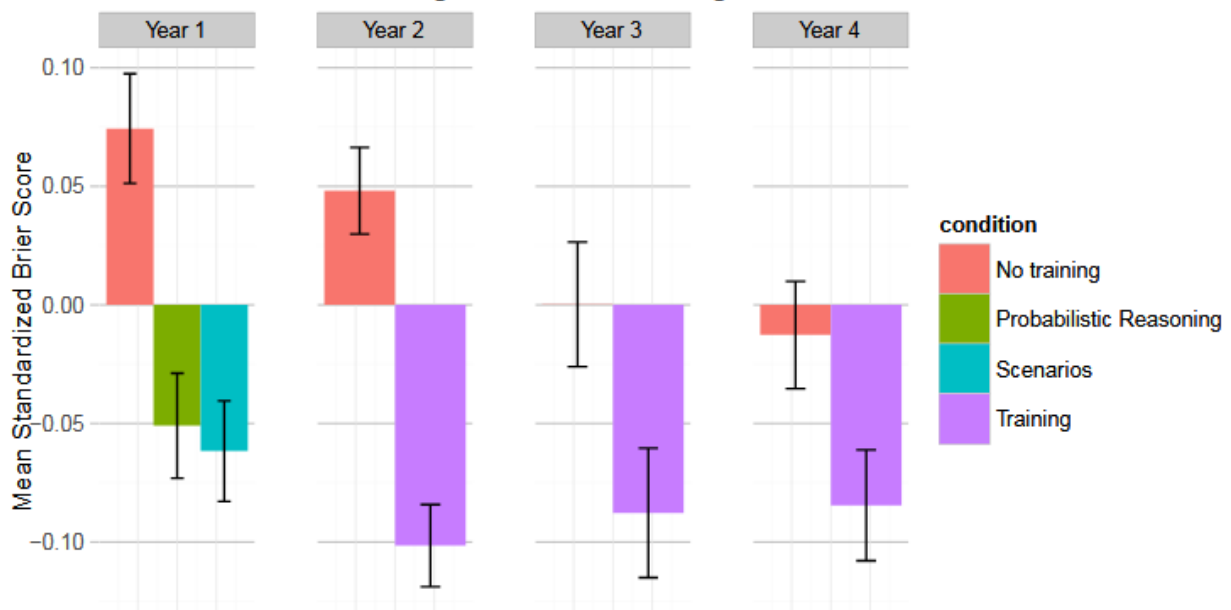 Year 1
Year 2
Year 3
Year 4
Mean Standardized Brier Score
0.10
0.05
0.00
−0.05
−0.10
condition
No training
Probabilistic Reasoning
Scenarios
Training